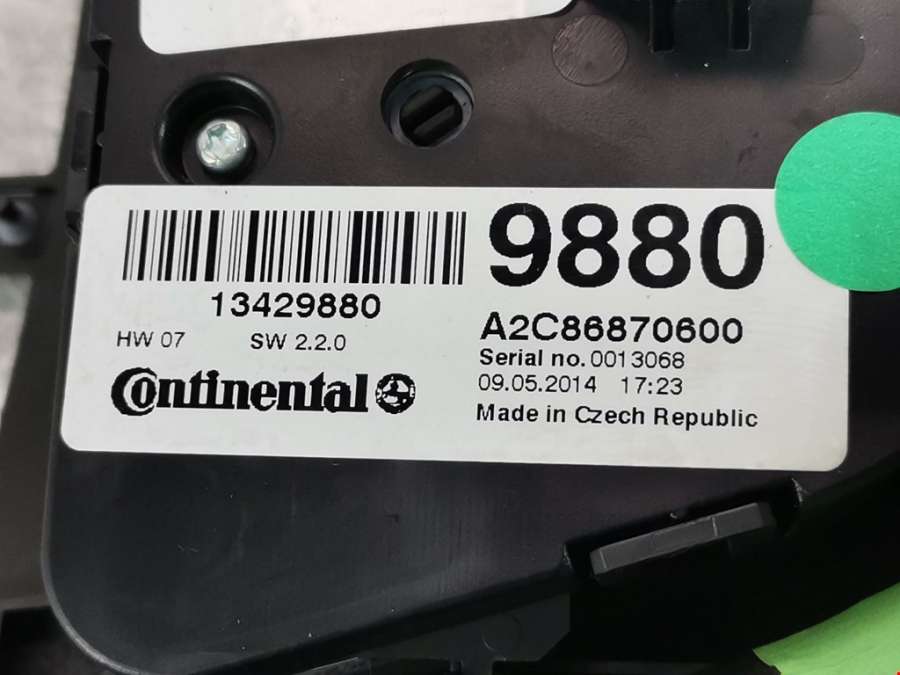 9880
13429880
A2C86870600
HW 07 SW 2.2.0
Serial no. 0013068
09.05.2014 17:23
Continental
Made in Czech Republic